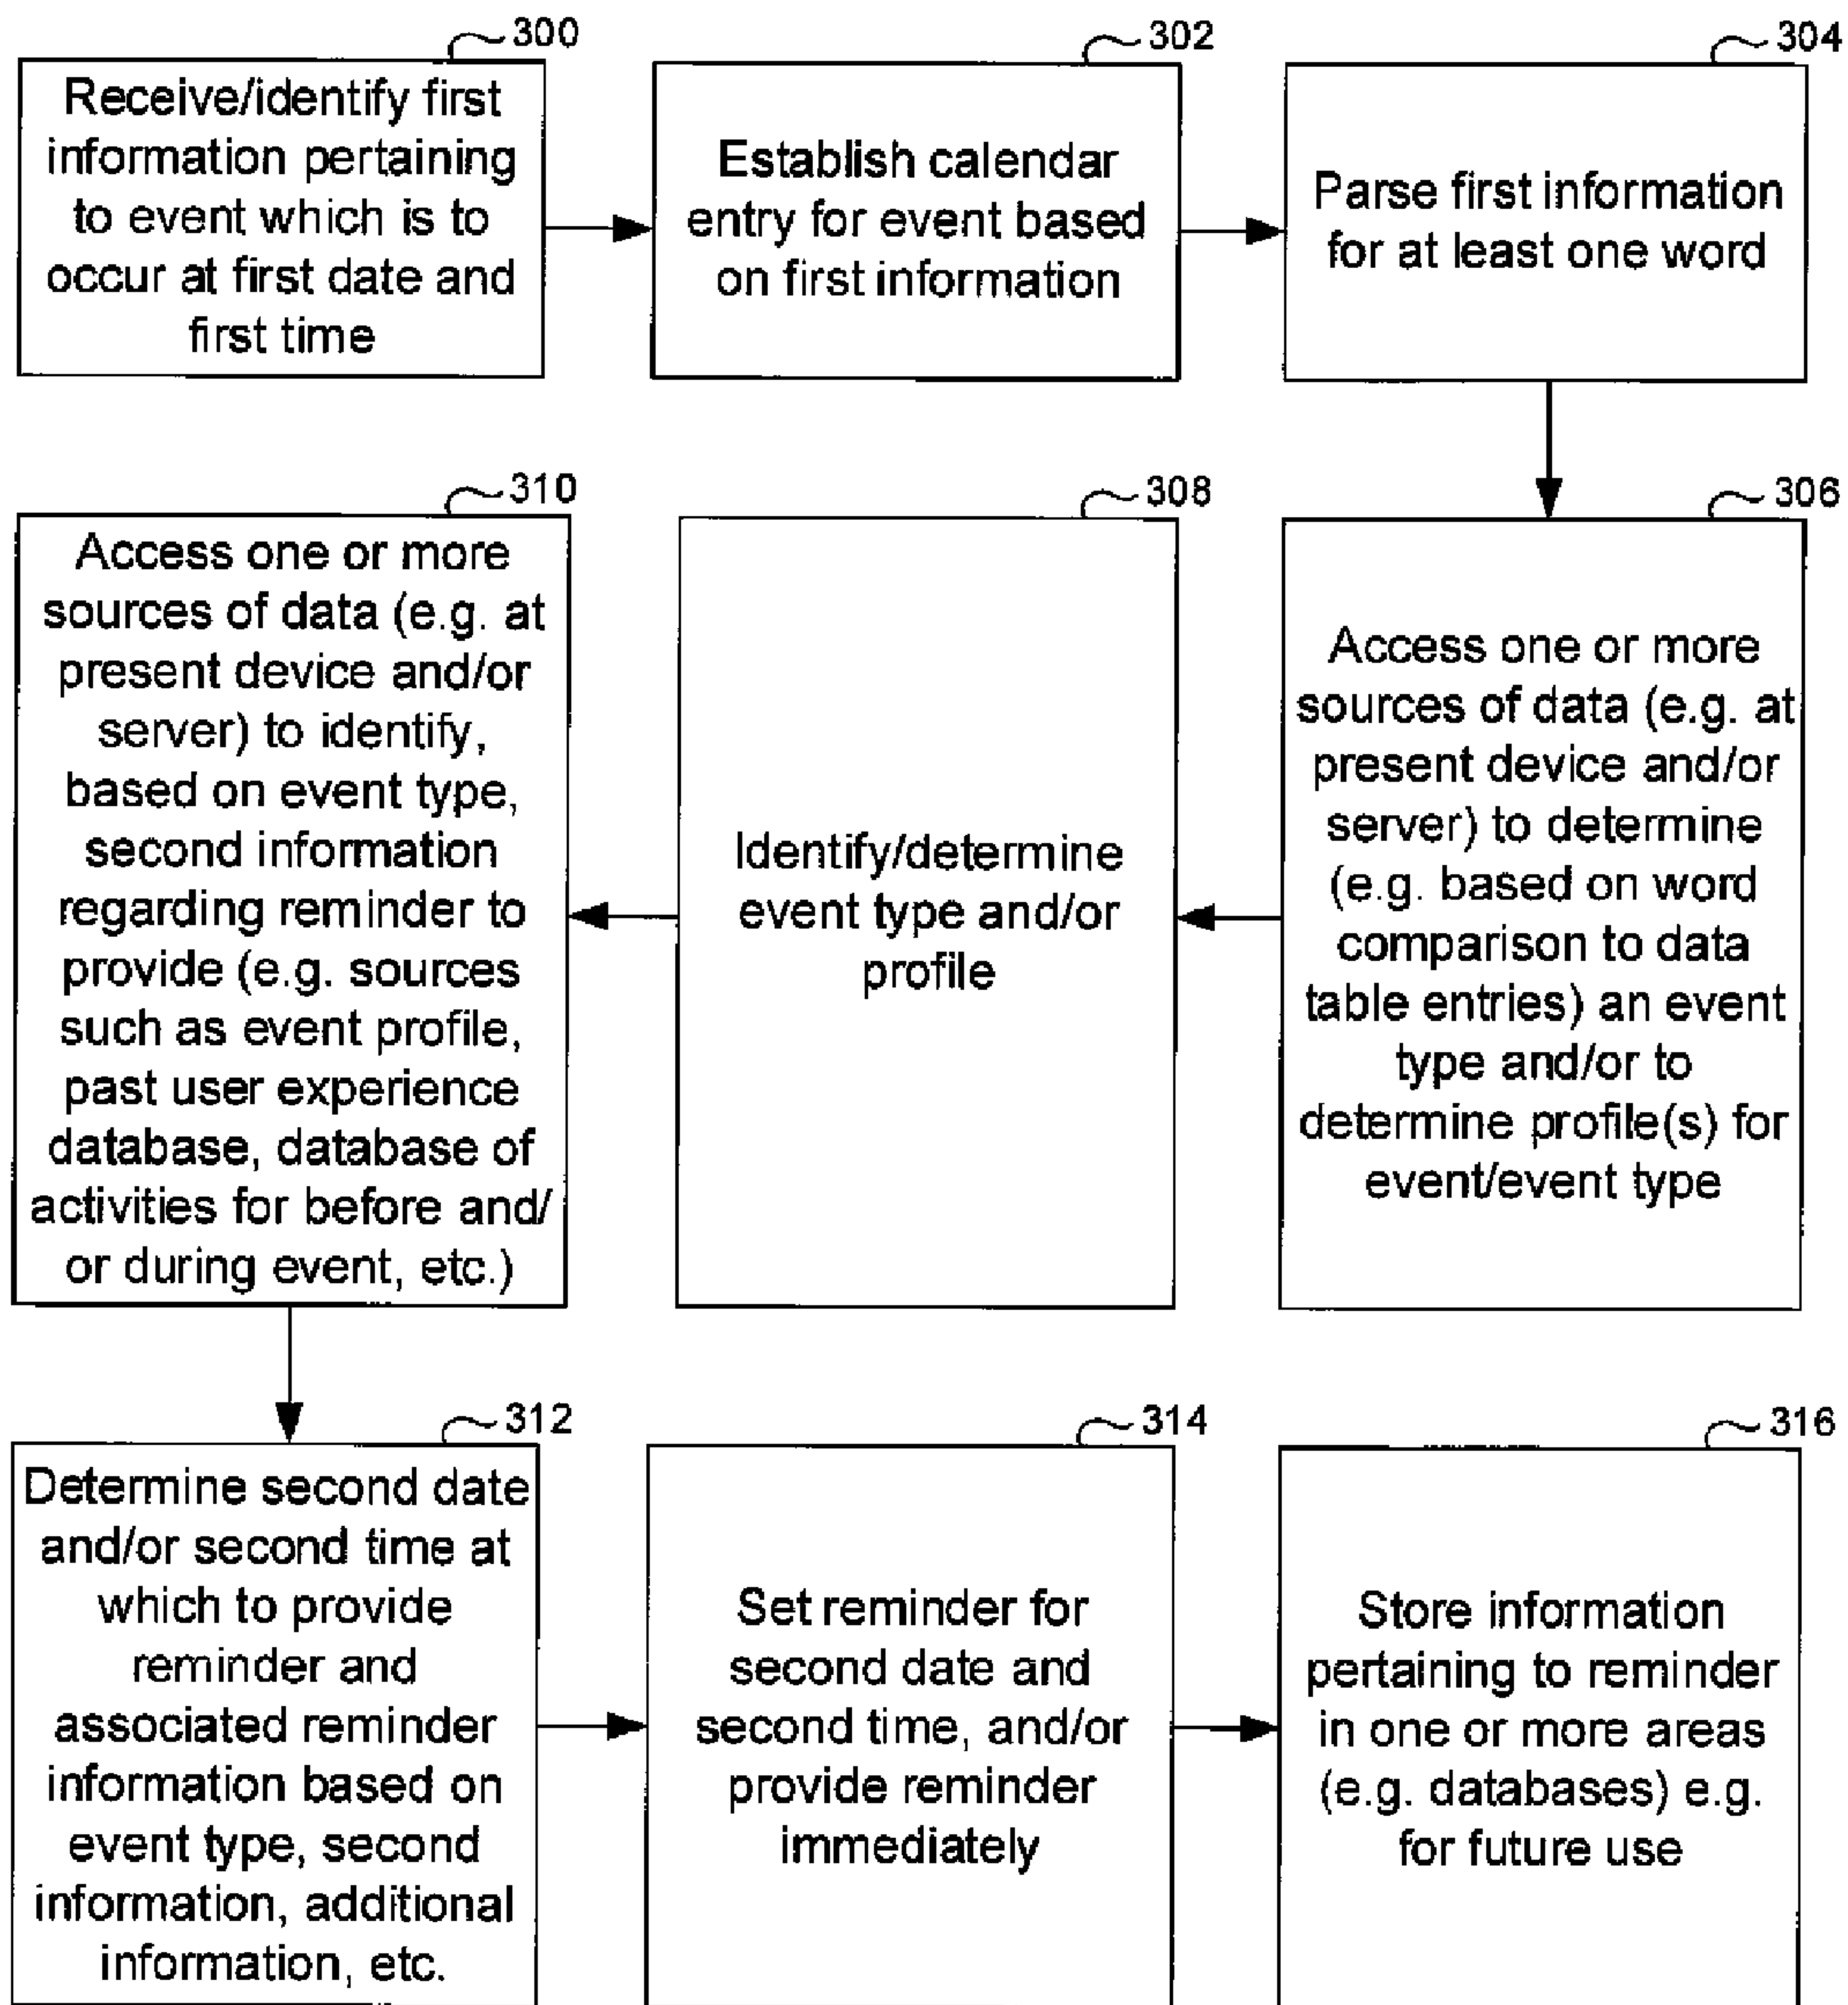 300
Receive/identify first
information pertaining
to event which is to
occur at first date and
first time
302
Establish calendar
entry for event based
on first information
304
Parse first information
for at least one word
306
Access one or more
sources of data (e.g. at
present device and/or
server) to determine
(e.g. based on word
comparison to data
table entries) an event
type and/or to
determine profile(s) for
event/event type
308
Identify/determine
event type and/or
profile
310
Access one or more
sources of data (e.g. at
present device and/or
server) to identify,
based on event type,
second information
regarding reminder to
provide (e.g. sources
such as event profile,
past user experience
database, database of
activities for before and/
or during event, etc.)
312
Determine second date
and/or second time at
which to provide
reminder and
associated reminder
information based on
event type, second
information, additional
information, etc.
314
Set reminder for
second date and
second time, and/or
provide reminder
immediately
316
Store information
pertaining to reminder
in one or more areas
(e.g. databases) e.g.
for future use